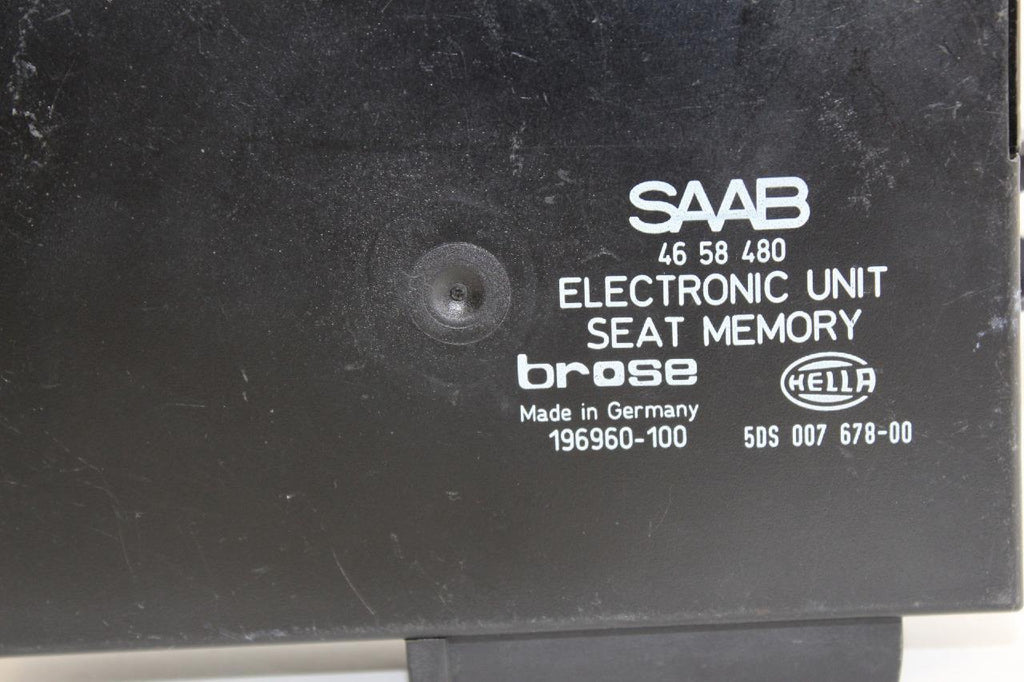 SAAB
46 58 480
ELECTRONIC UNIT
SEAT MEMORY
brose
HELLA
Made in Germany
196960-100
5DS 007 678-00